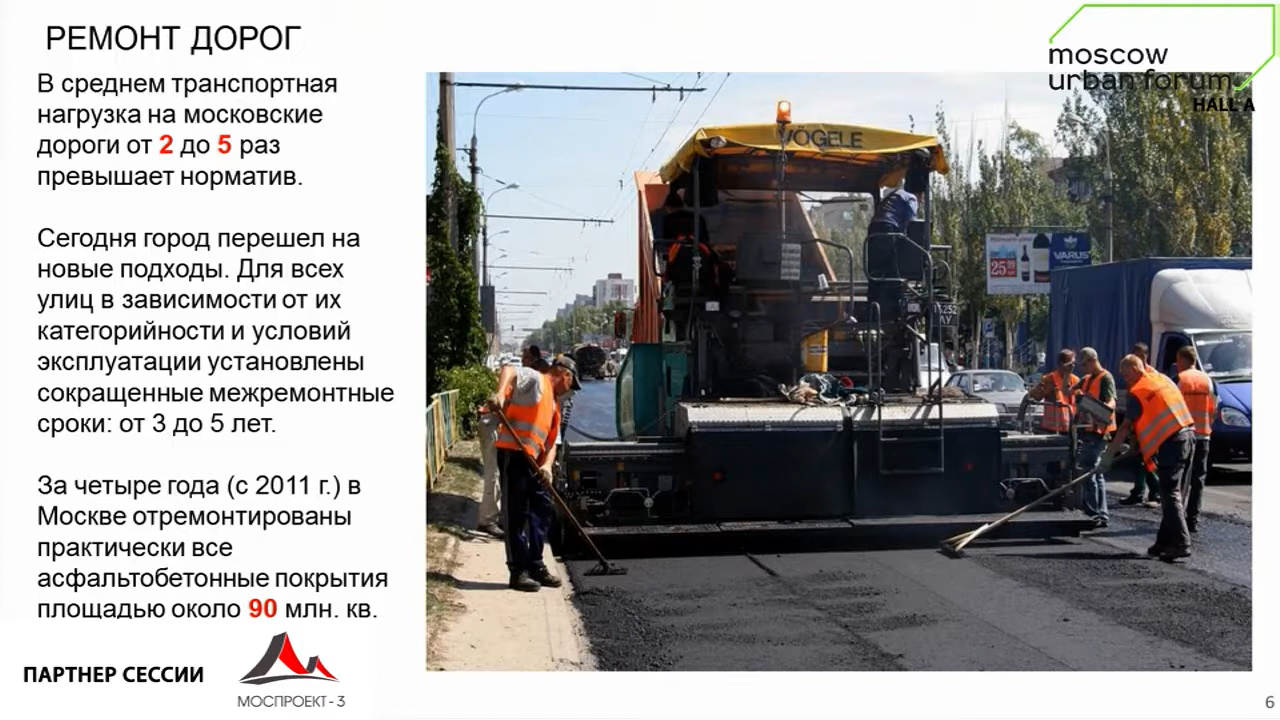 РЕМОНТ ДОРОГ
moscow
urban forum
HALL A
В среднем транспортная
нагрузка на московские
дороги от 2 до 5 раз
превышает норматив.
Сегодня город перешел на
новые подходы. Для всех
улиц в зависимости от их
категорийности и условий
эксплуатации установлены
сокращенные межремонтные
сроки: от 3 до 5 лет.
За четыре года (с 2011 г.) в
Москве отремонтированы
практически все
асфальтобетонные покрытия
площадью около 90 млн. кв.
VÖGELE
VARUS
25
ПАРТНЕР СЕССИИ
МОСПРОЕКТ-3
6